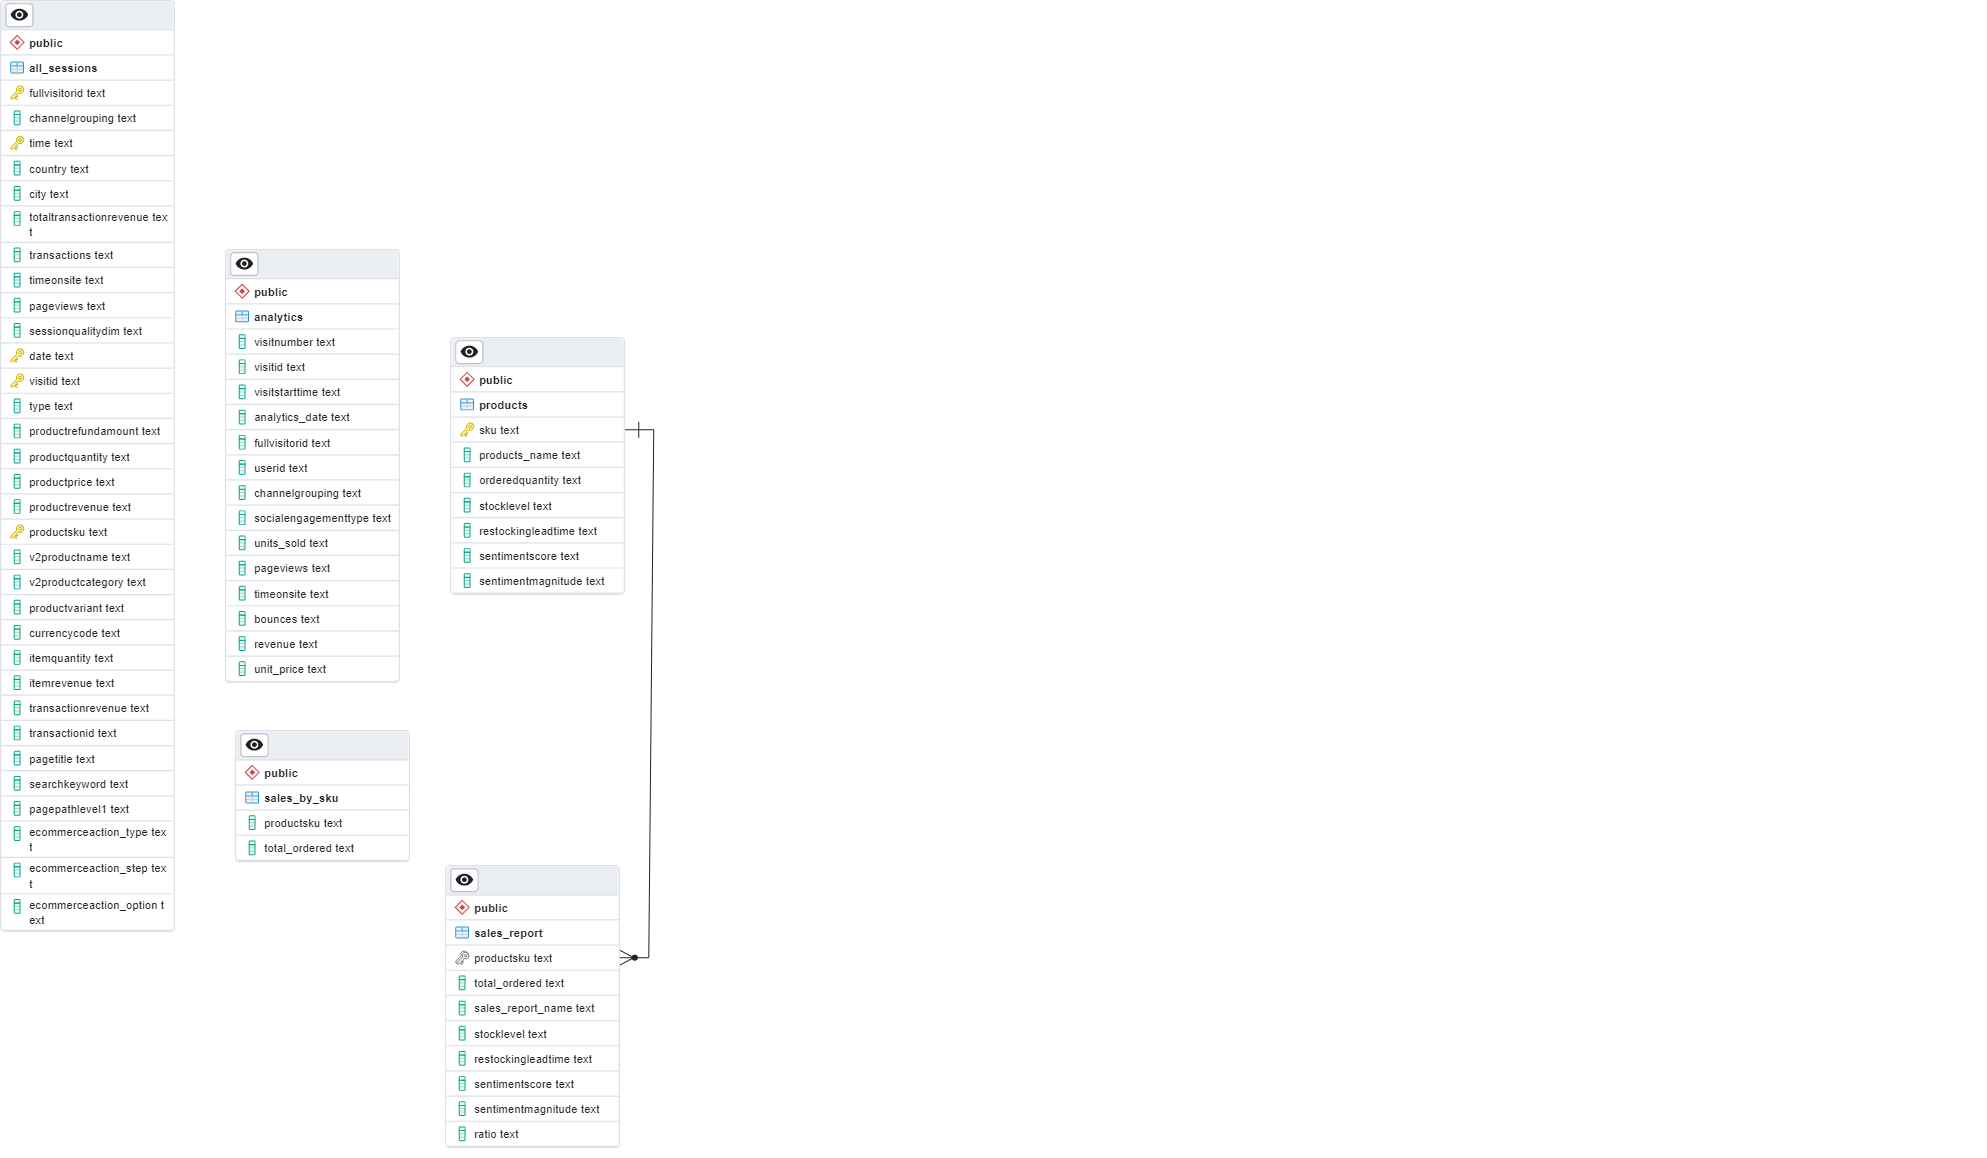 public
all_sessions
fullvisitorid text
channelgrouping text
time text
country text
city text
totaltransactionrevenue tex
t
transactions text
timeonsite text
pageviews text
sessionqualitydim text
date text
visitid text
type text
productrefundamount text
productquantity text
productprice text
productrevenue text
productsku text
v2productname text
v2productcategory text
productvariant text
currencycode text
itemquantity text
itemrevenue text
transactionrevenue text
transactionid text
pagetitle text
searchkeyword text
pagepathlevel1 text
ecommerceaction_type tex
t
ecommerceaction_step tex
t
ecommerceaction_option t
ext
public
analytics
visitnumber text
visitid text
visitstarttime text
analytics_date text
fullvisitorid text
userid text
channelgrouping text
socialengagementtype text
units_sold text
pageviews text
timeonsite text
bounces text
revenue text
unit_price text
public
sales_by_sku
productsku text
total_ordered text
public
products
sku text
products_name text
orderedquantity text
stocklevel text
restockingleadtime text
sentimentscore text
sentimentmagnitude text
public
sales_report
productsku text
total_ordered text
sales_report_name text
stocklevel text
restockingleadtime text
sentimentscore text
sentimentmagnitude text
ratio text